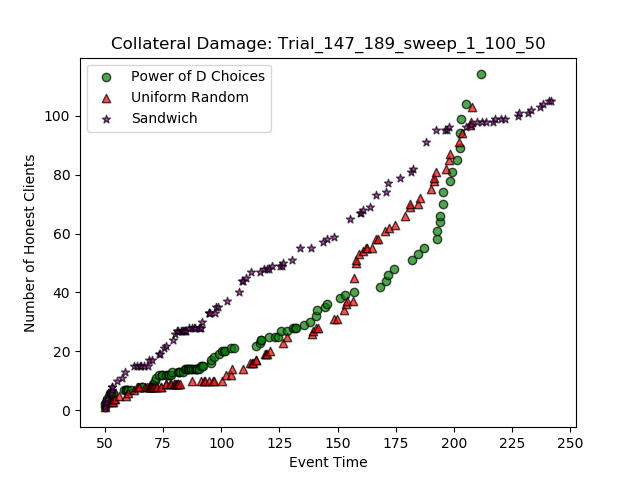 Collateral Damage: Trial_147_189_sweep_1_100_50
Power of D Choices
Uniform Random
Sandwich
Number of Honest Clients
100
80
60
40
20
0
50
75
100
125
150
175
200
225
250
Event Time